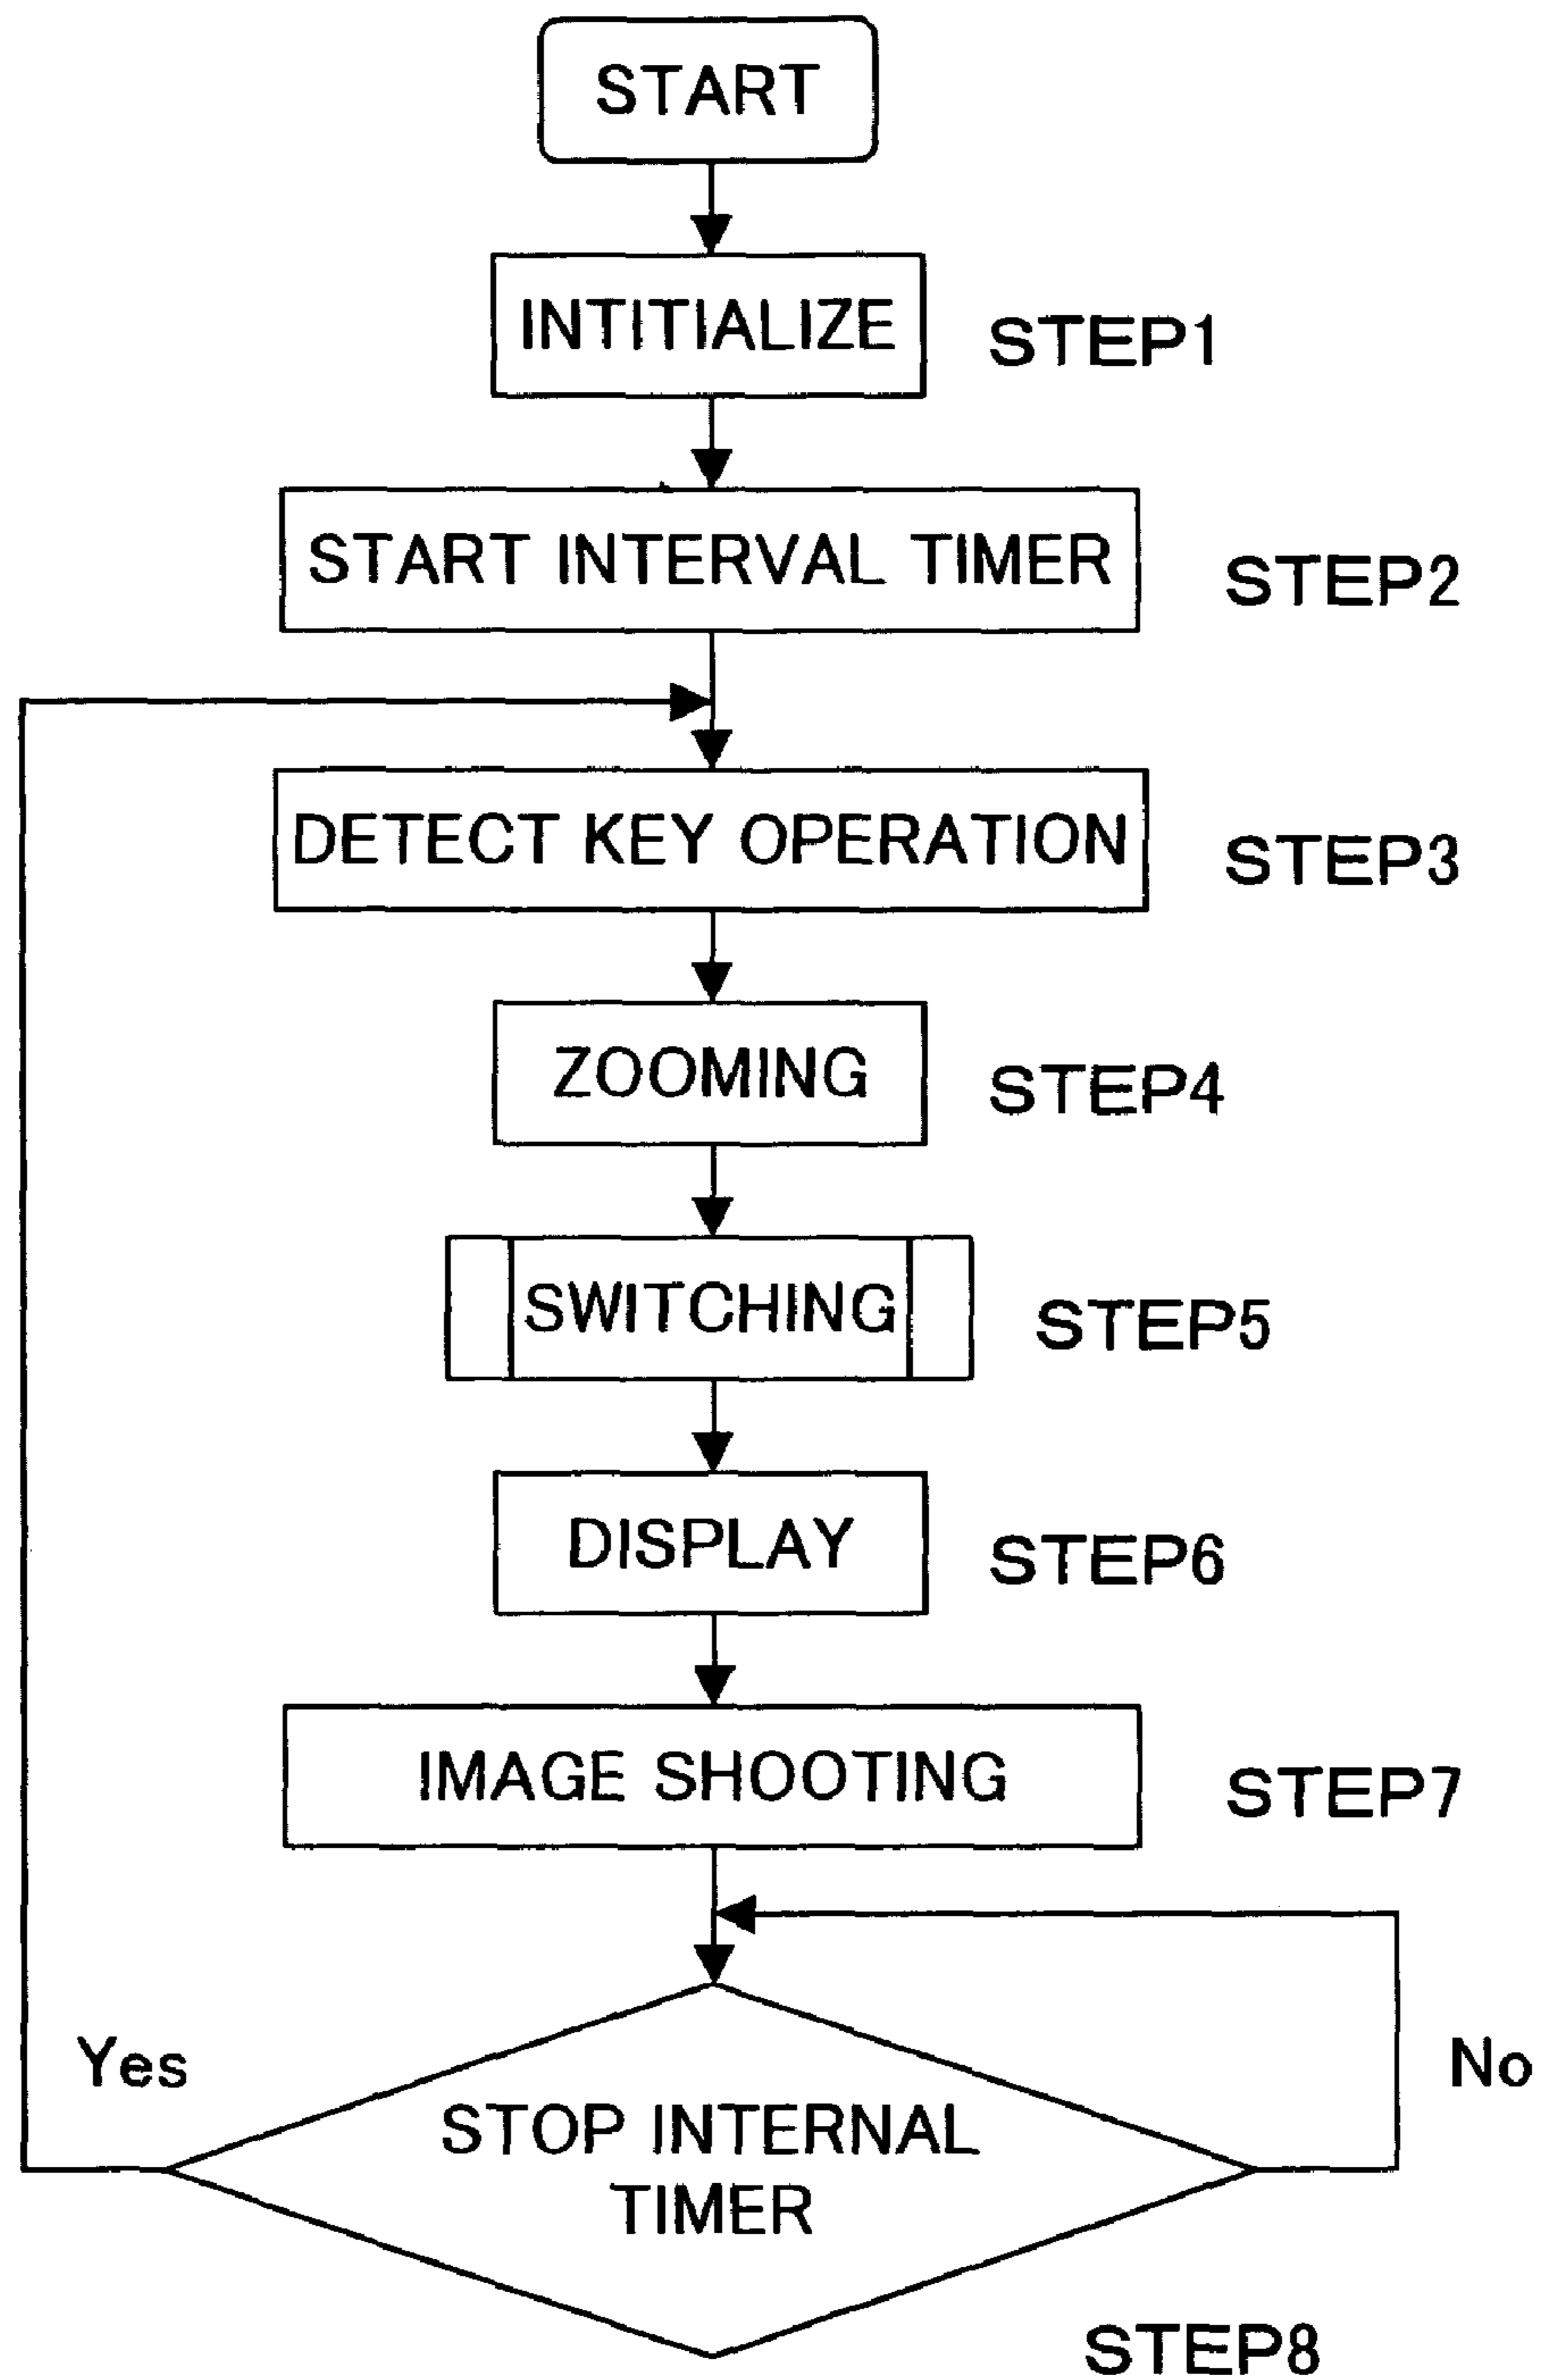 START
INTITIALIZE
STEP1
START INTERVAL TIMER
STEP2
DETECT KEY OPERATION
STEP3
ZOOMING
STEP4
SWITCHING
STEP5
DISPLAY
STEP6
IMAGE SHOOTING
STEP7
Yes
No
STOP INTERNAL
TIMER
STEP8